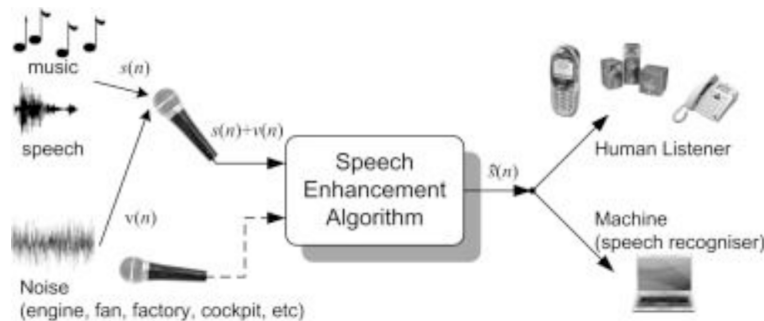 music
s(n)
speech
s(n)+v(n)
v(n)
Noise
(engine, fan, factory, cockpit, etc)
Speech
Enhancement
Algorithm
ŝ(n)
Human Listener
Machine
(speech recogniser)